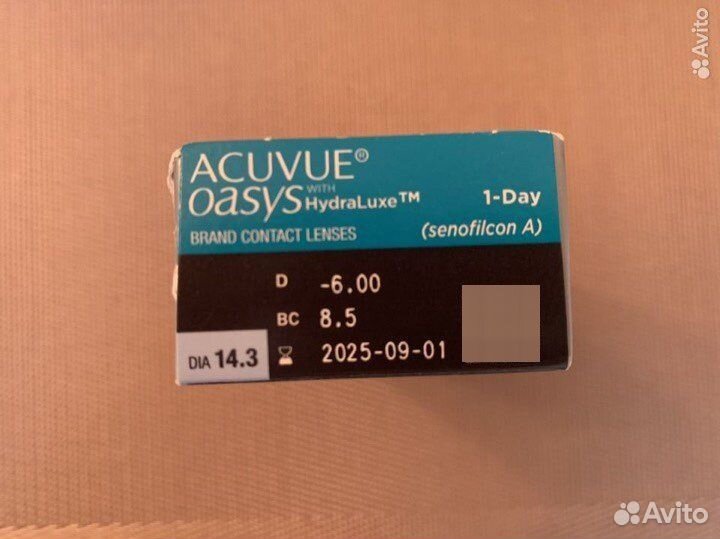 ACUVUE®
OASYS WITH HydraLuxe™ 1-Day
BRAND CONTACT LENSES (senofilcon A)
D -6.00
BC 8.5
DIA 14.3 2025-09-01
Avito
Avito